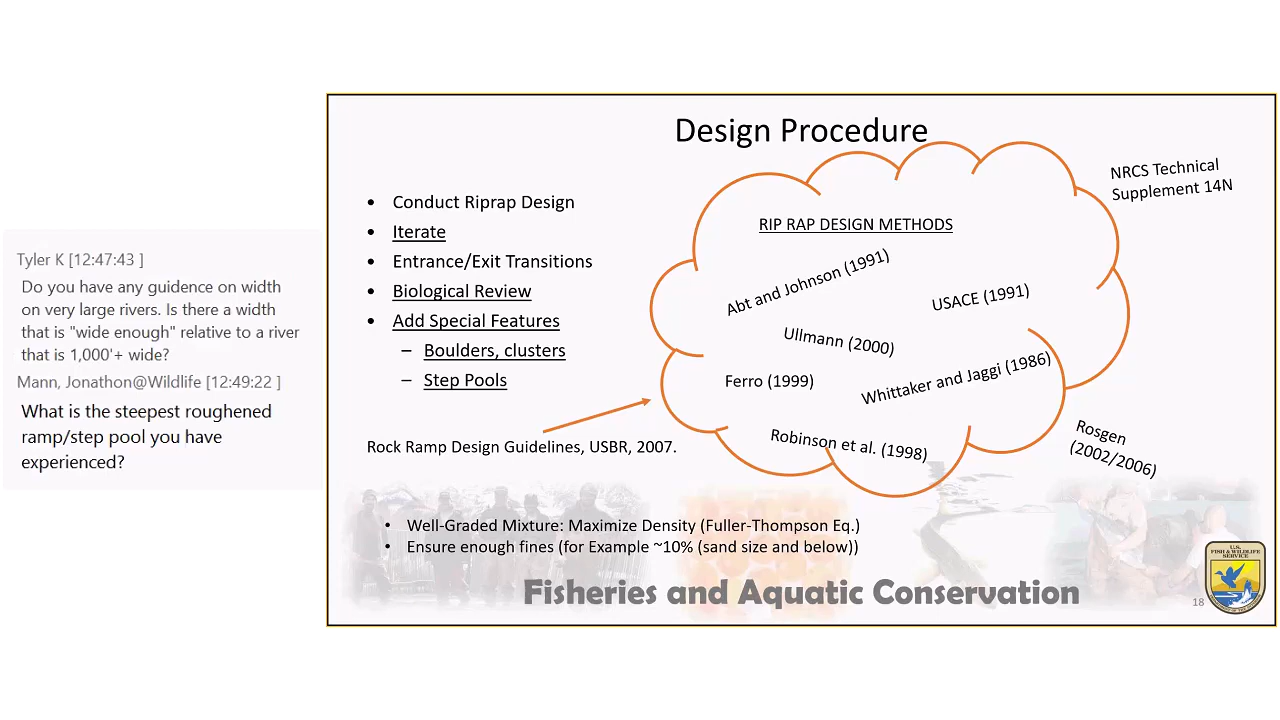 Tyler K [12:47:43 ]
Do you have any guidence on width
on very large rivers. Is there a width
that is "wide enough" relative to a river
that is 1,000'+ wide?
Mann, Jonathon@Wildlife [12:49:22 ]
What is the steepest roughened
ramp/step pool you have
experienced?
Design Procedure
• Conduct Riprap Design
• Iterate
• Entrance/Exit Transitions
• Biological Review
• Add Special Features
– Boulders, clusters
– Step Pools
Rock Ramp Design Guidelines, USBR, 2007.
RIP RAP DESIGN METHODS
Abt and Johnson (1991)
USACE (1991)
Ullmann (2000)
Ferro (1999)
Whittaker and Jaggi (1986)
Robinson et al. (1998)
NRCS Technical
Supplement 14N
Rosgen
(2002/2006)
• Well-Graded Mixture: Maximize Density (Fuller-Thompson Eq.)
• Ensure enough fines (for Example ~10% (sand size and below))
Fisheries and Aquatic Conservation
18
U.S.
FISH & WILDLIFE
SERVICE